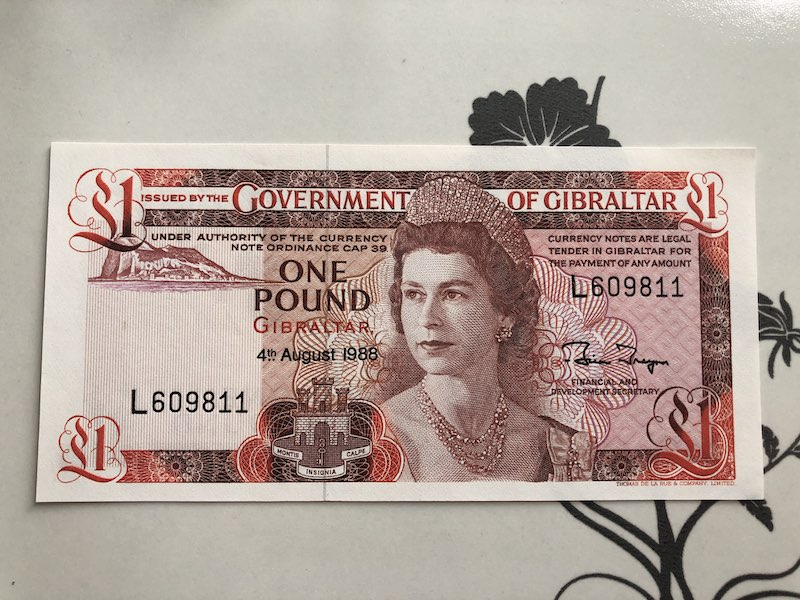 £1 ISSUED BY THE GOVERNMENT OF GIBRALTAR £1
UNDER AUTHORITY OF THE CURRENCY
NOTE ORDINANCE CAP 39
CURRENCY NOTES ARE LEGAL
TENDER IN GIBRALTAR FOR
THE PAYMENT OF ANY AMOUNT
ONE
POUND
GIBRALTAR.
4th August 1988
L609811
L609811
FINANCIAL AND
DEVELOPMENT SECRETARY
MONTIS CALPE
INSIGNIA
£1
£1
THOMAS DE LA RUE & COMPANY, LIMITED.